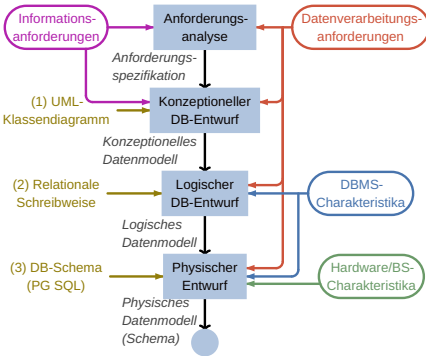 Informations-
anforderungen
Anforderungs-
analyse
Datenverarbeitungs-
anforderungen
Anforderungs-
spezifikation
(1) UML-
Klassendiagramm
Konzeptioneller
DB-Entwurf
Konzeptionelles
Datenmodell
(2) Relationale
Schreibweise
Logischer
DB-Entwurf
DBMS-
Charakteristika
Logisches
Datenmodell
(3) DB-Schema
(PG SQL)
Physischer
Entwurf
Hardware/BS-
Charakteristika
Physisches
Datenmodell
(Schema)